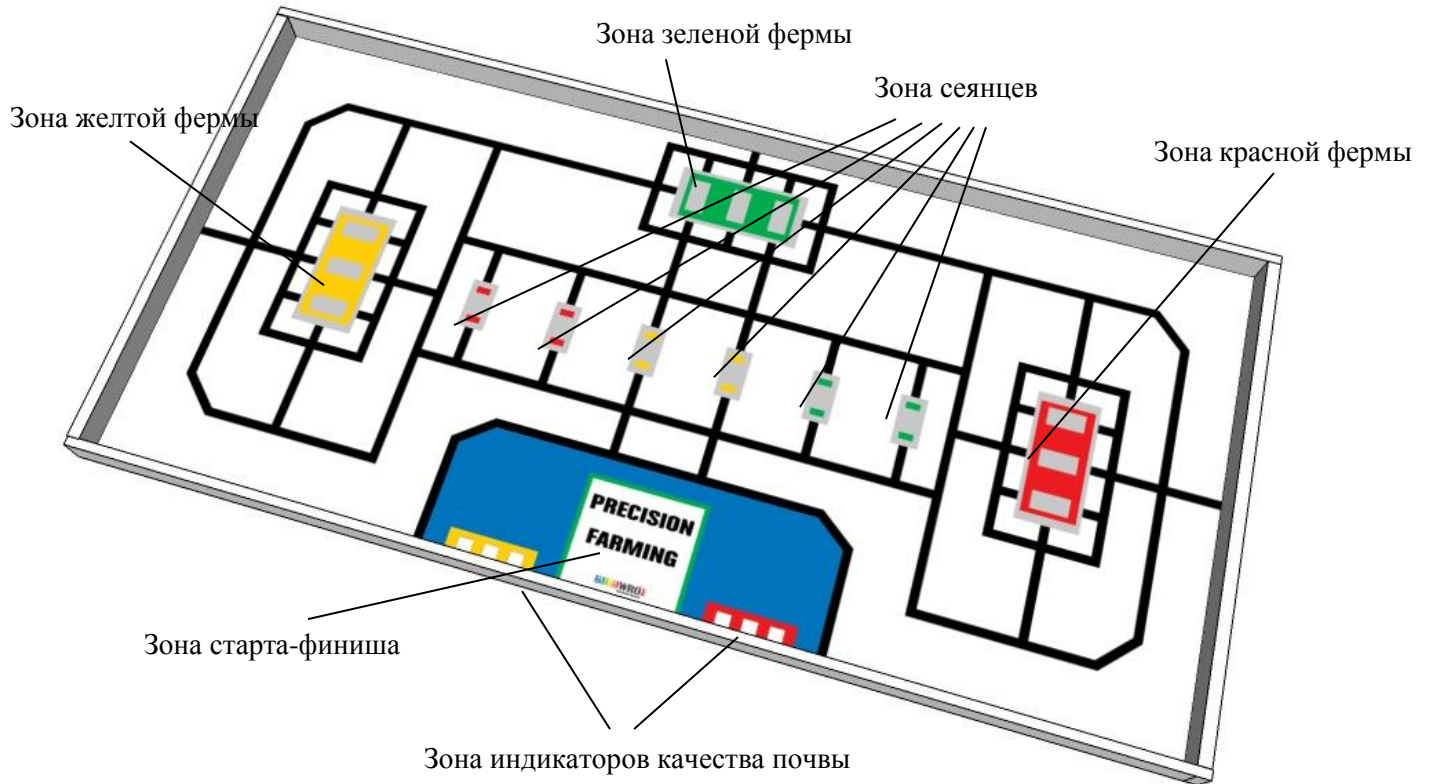 Зона зеленой фермы
Зона сеянцев
Зона желтой фермы
Зона красной фермы
PRECISION
FARMING
WRO
Зона старта-финиша
Зона индикаторов качества почвы